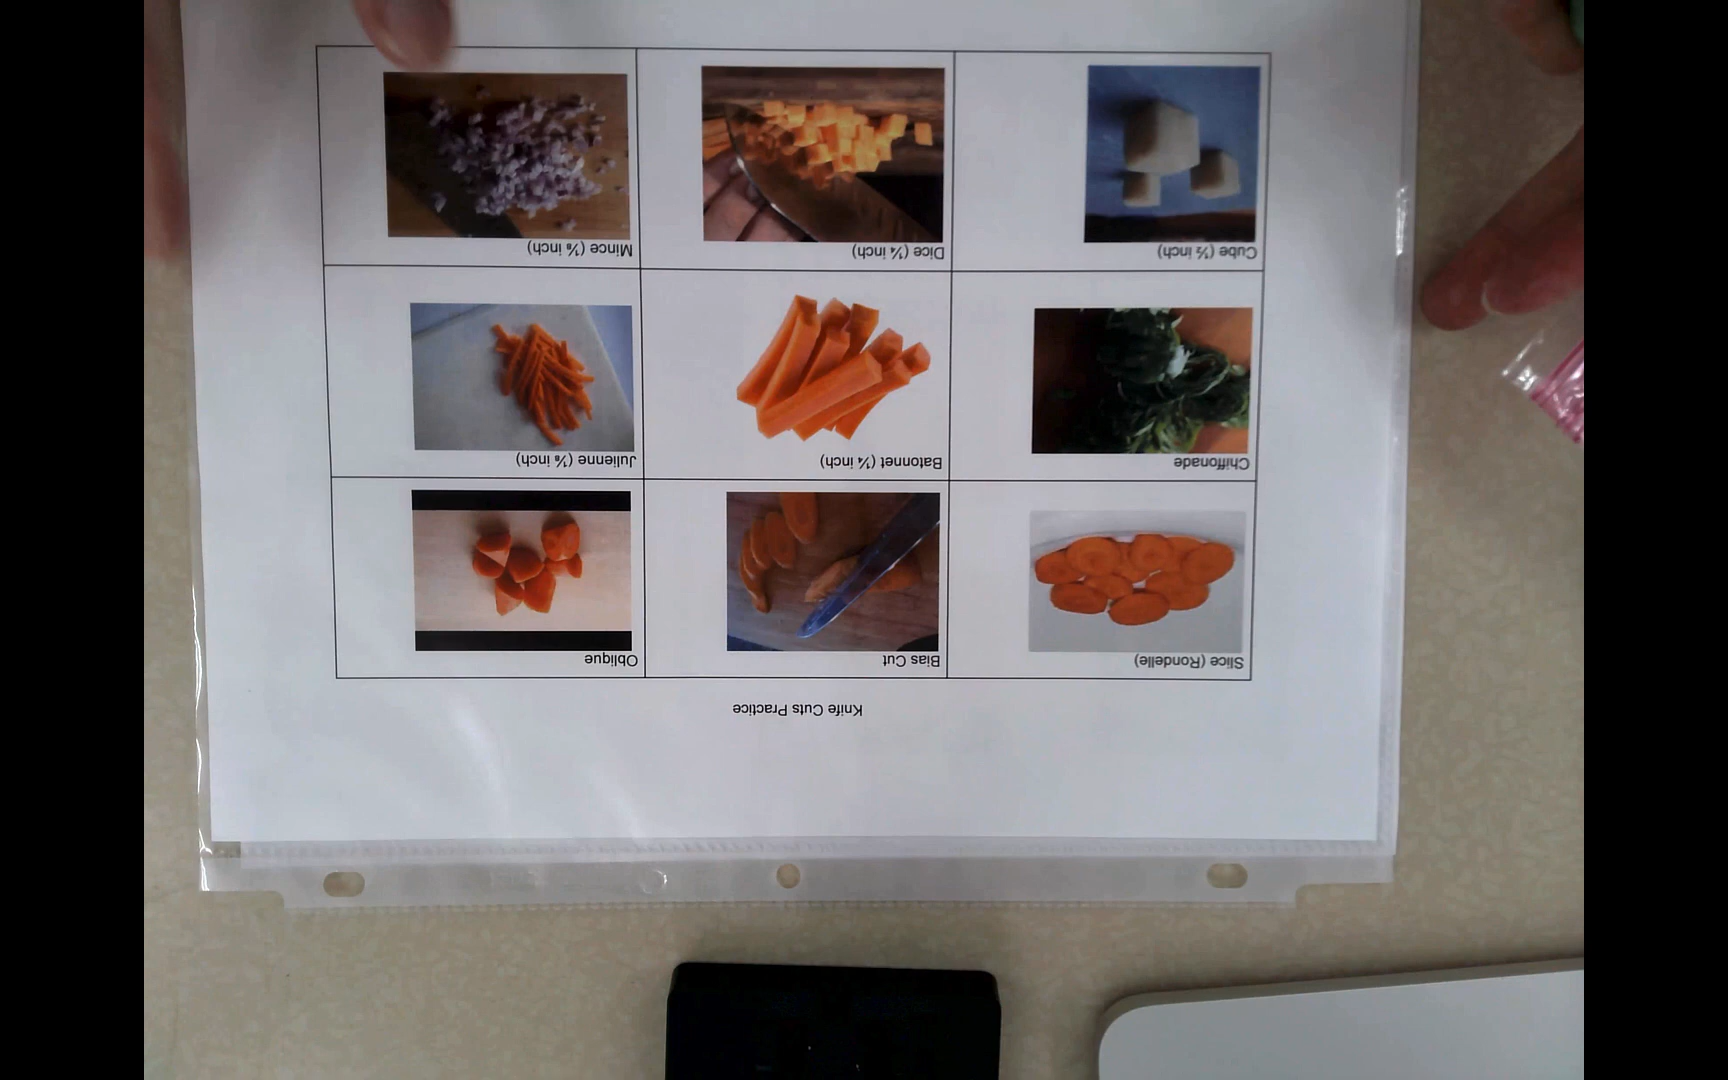 Knife Cuts Practice
Slice (Rondelle)
Bias Cut
Oblique
Chiffonade
Batonnet (¼ inch)
Julienne (⅛ inch)
Cube (½ inch)
Dice (¼ inch)
Mince (⅛ inch)